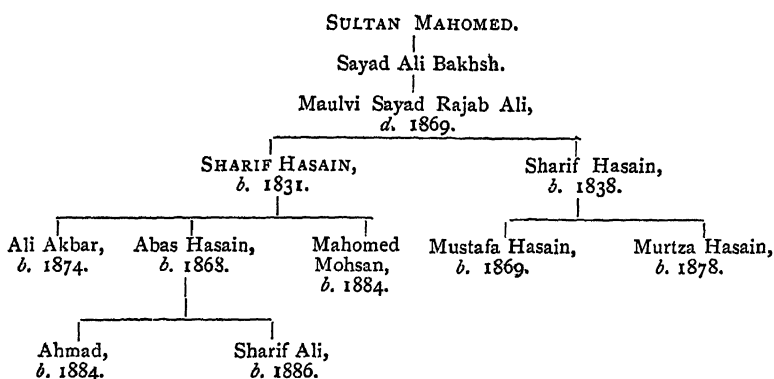 SULTAN MAHOMED.
Sayad Ali Bakhsh.
Maulvi Sayad Rajab Ali,
d. 1869.
SHARIF HASAIN,
b. 1831.
Sharif Hasain,
b. 1838.
Ali Akbar,
b. 1874.
Abas Hasain,
b. 1868.
Mahomed
Mohsan,
b. 1884.
Mustafa Hasain,
b. 1869.
Murtza Hasain,
b. 1878.
Ahmad,
b. 1884.
Sharif Ali,
b. 1886.